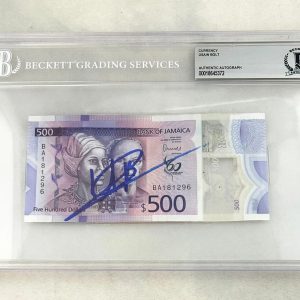 BECKETT GRADING SERVICES
CURRENCY
USAIN BOLT
AUTHENTIC AUTOGRAPH
500
BANK OF JAMAICA
BA181296
BA181296
Five Hundred Dollars
$500
500